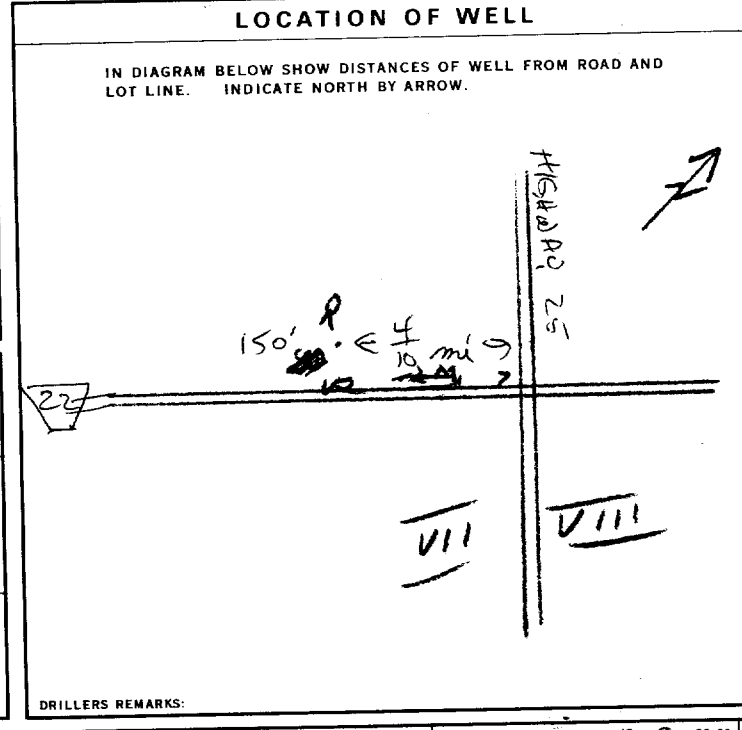 LOCATION OF WELL
IN DIAGRAM BELOW SHOW DISTANCES OF WELL FROM ROAD AND
LOT LINE. INDICATE NORTH BY ARROW.
HIGHWAY 25
N
150'
4/10 mi
22
VII
VIII
DRILLERS REMARKS: